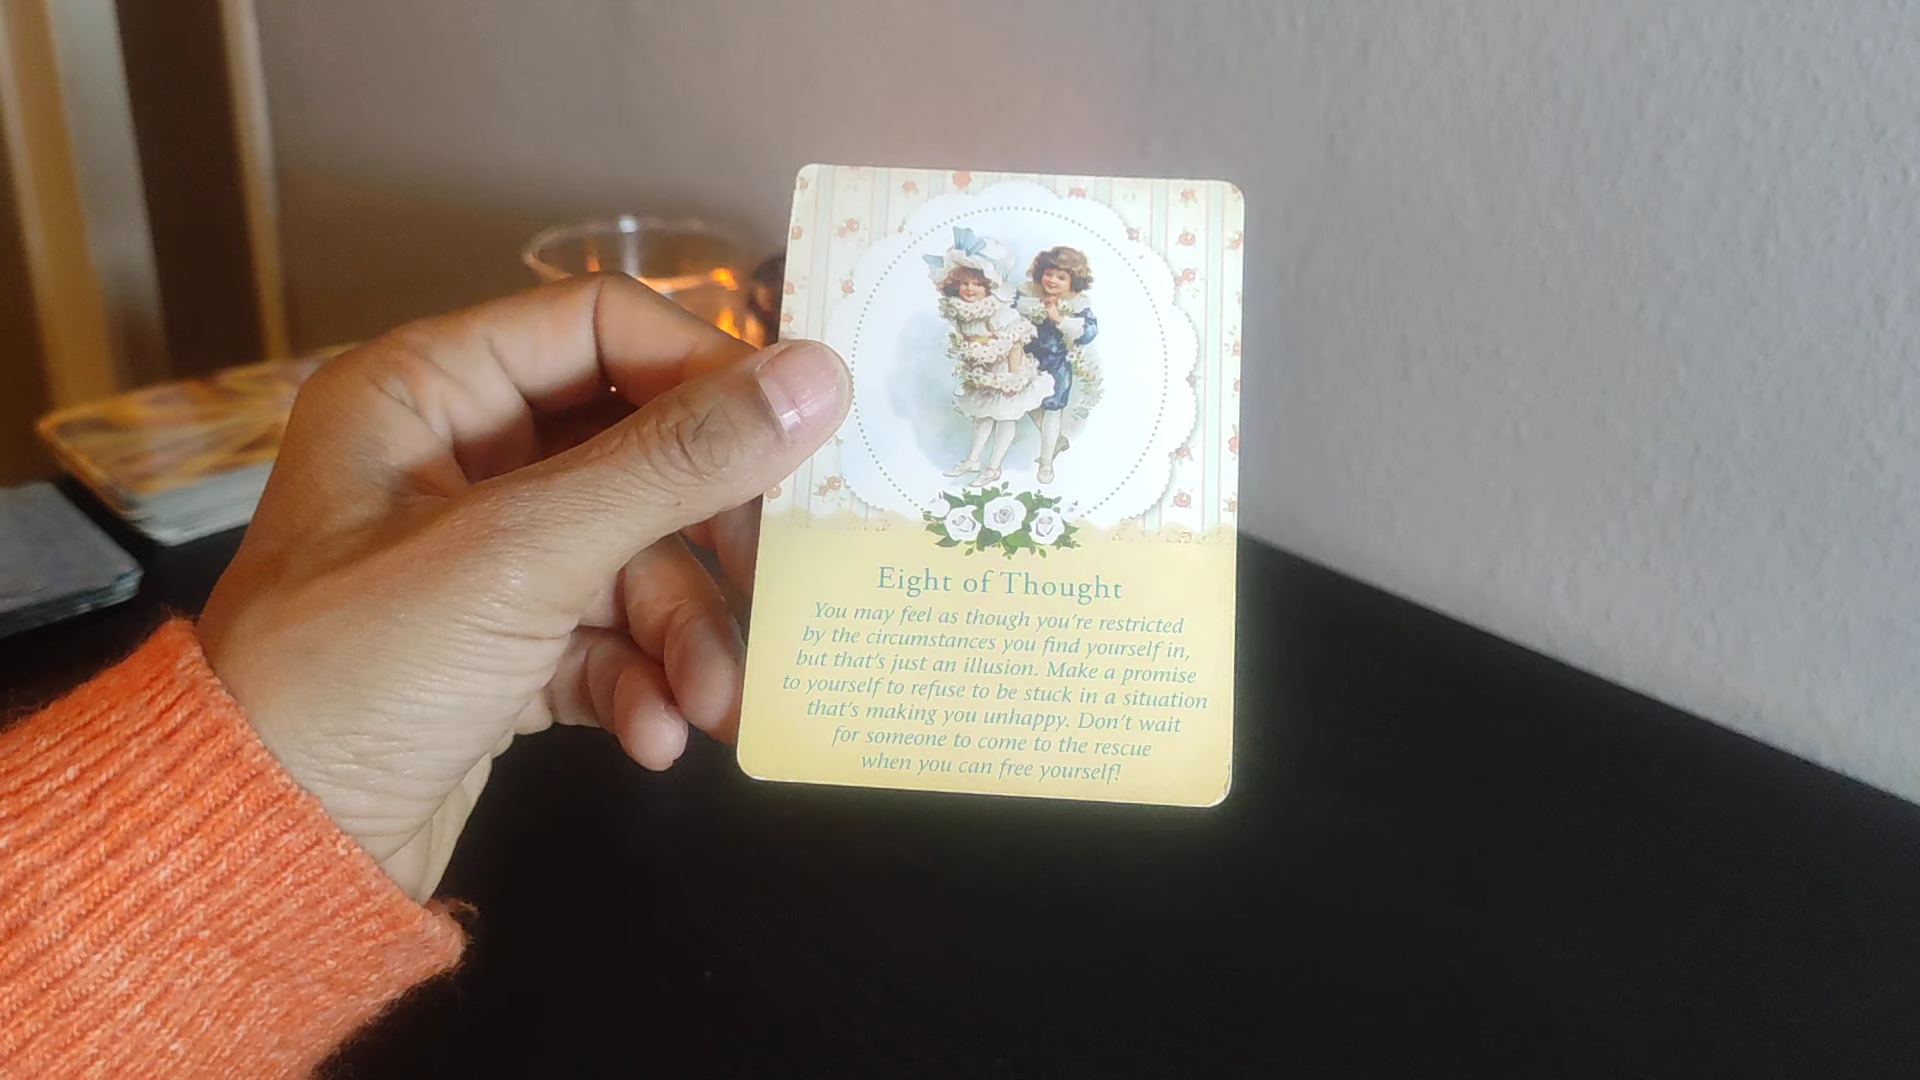 Eight of Thought
You may feel as though you're restricted
by the circumstances you find yourself in,
but that's just an illusion. Make a promise
to yourself to refuse to be stuck in a situation
that's making you unhappy. Don't wait
for someone to come to the rescue
when you can free yourself!